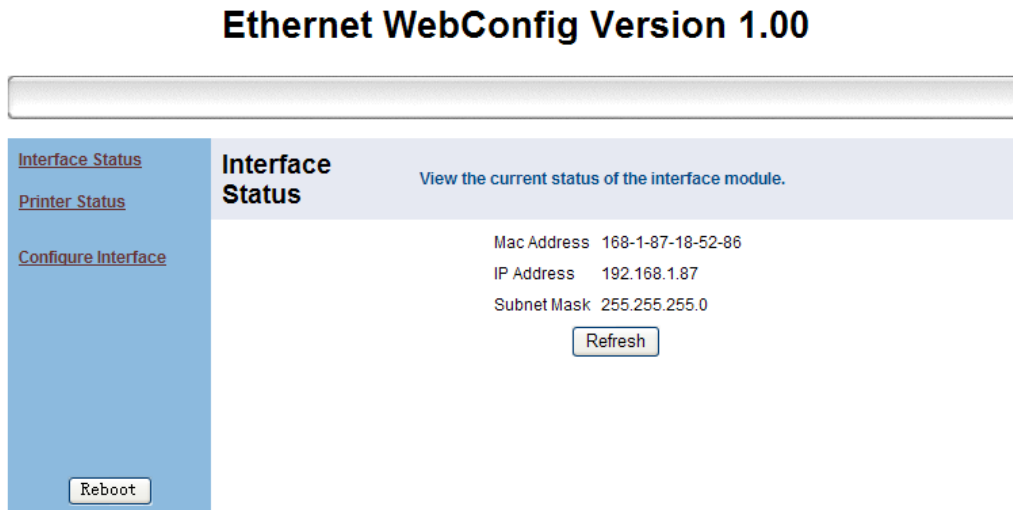 Ethernet WebConfig Version 1.00
Interface Status
Printer Status
Configure Interface
Reboot
Interface
Status
View the current status of the interface module.
Mac Address 168-1-87-18-52-86
IP Address 192.168.1.87
Subnet Mask 255.255.255.0
Refresh